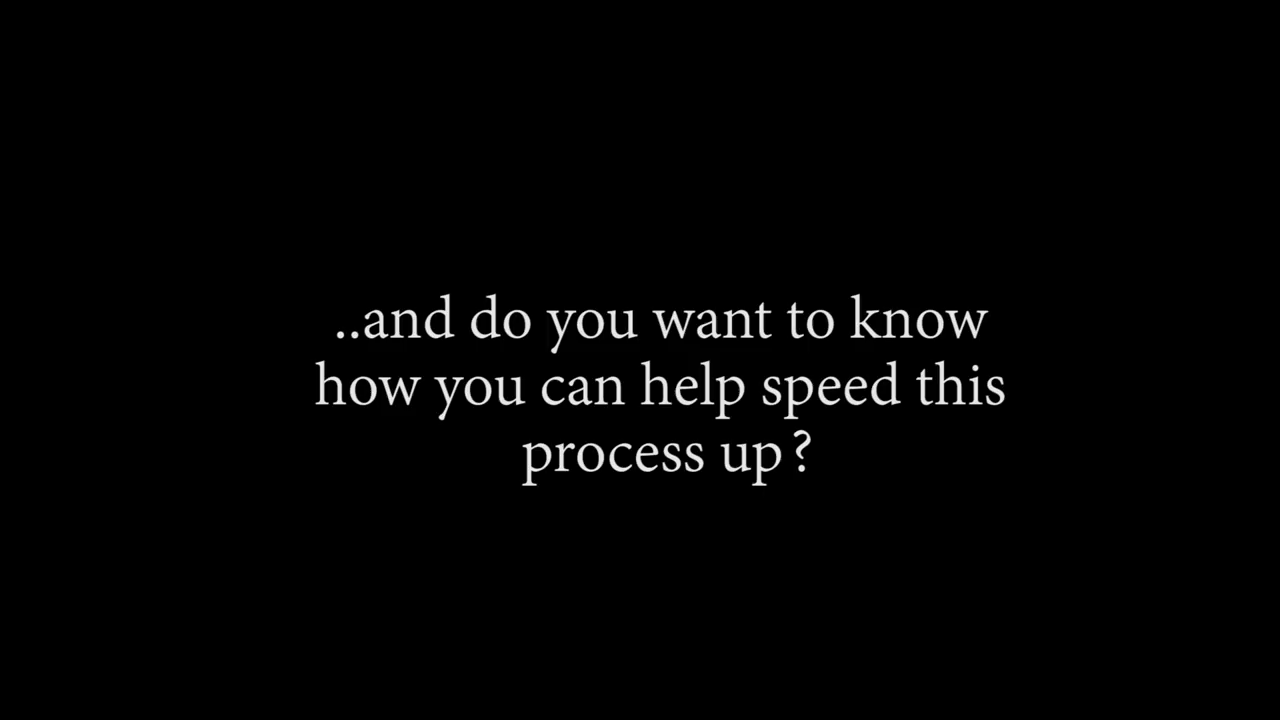 ..and do you want to know
how you can help speed this
process up?